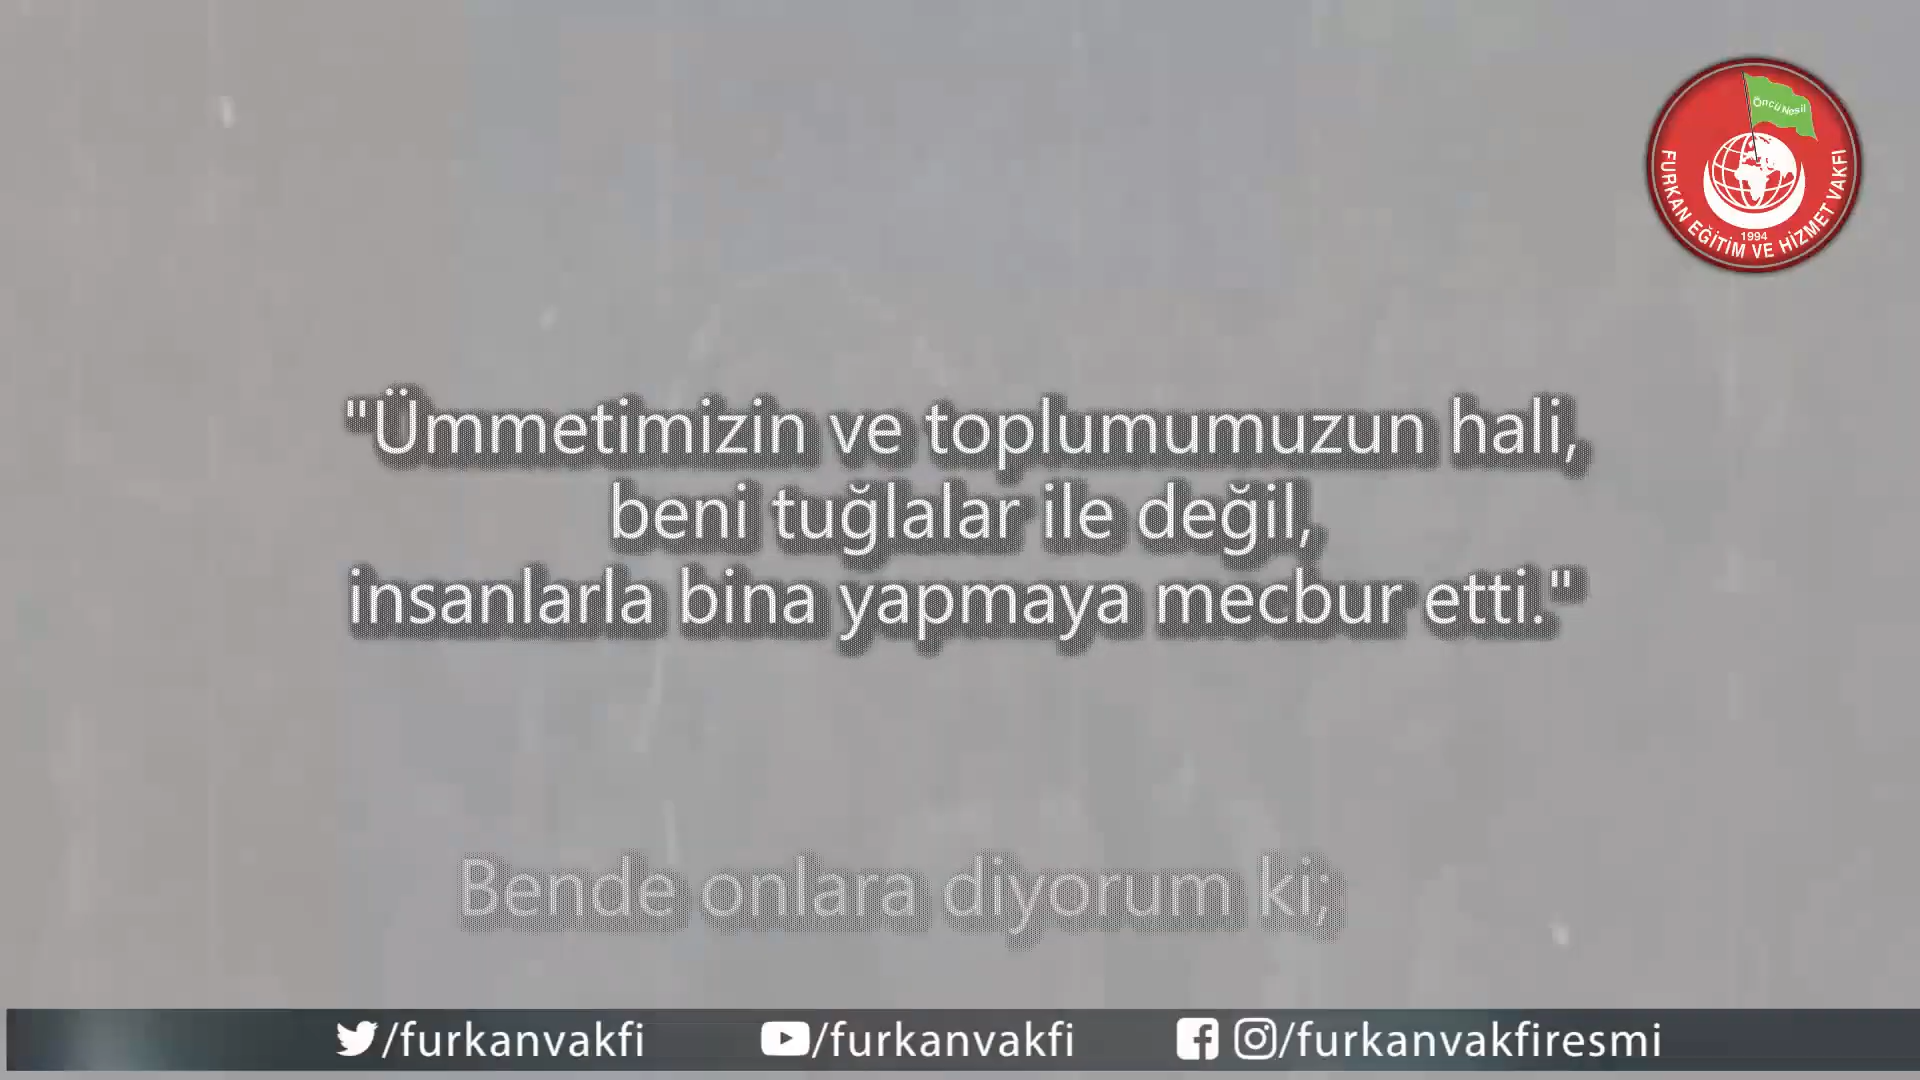 Öncü Nesil
FURKAN EĞİTİM VE HİZMET VAKFI
1994
"Ümmetimizin ve toplumumuzun hali,
beni tuğlalar ile değil,
insanlarla bina yapmaya mecbur etti."
Bende onlara diyorum ki;
/furkanvakfi /furkanvakfi /furkanvakfiresmi